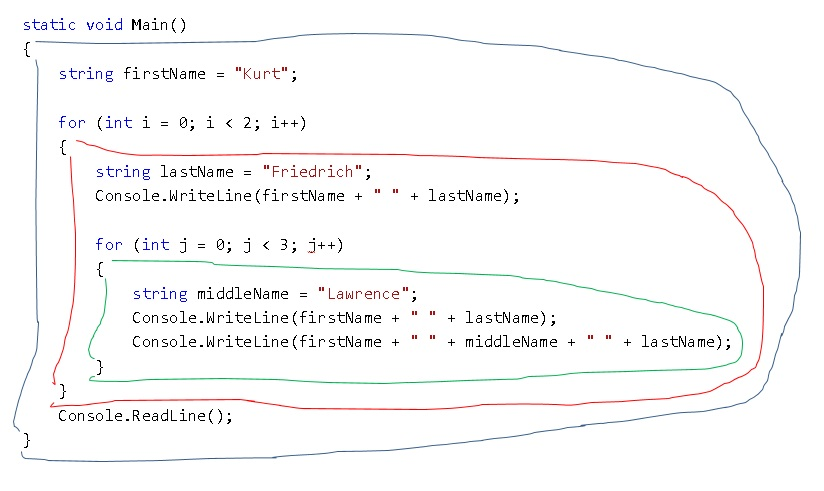 static void Main()
{
string firstName = "Kurt";
for (int i = 0; i < 2; i++)
{
string lastName = "Friedrich";
Console.WriteLine(firstName + " " + lastName);
for (int j = 0; j < 3; j++)
{
string middleName = "Lawrence";
Console.WriteLine(firstName + " " + lastName);
Console.WriteLine(firstName + " " + middleName + " " + lastName);
}
}
Console.ReadLine();
}